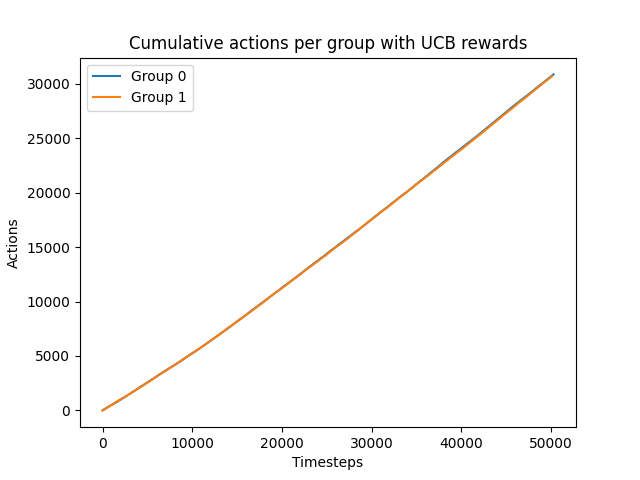 Cumulative actions per group with UCB rewards
Group 0
Group 1
30000
25000
20000
15000
10000
5000
0
Actions
0 10000 20000 30000 40000 50000
Timesteps